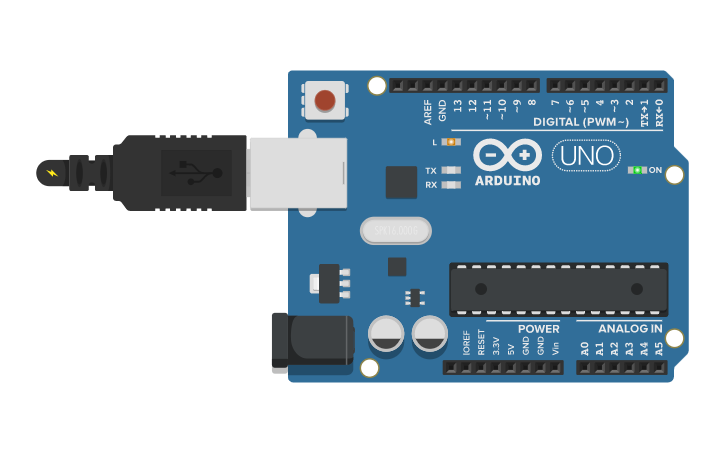 AREF
GND
13
12
~11
~10
~9
8
7
~6
~5
4
~3
2
TX→1
RX←0
DIGITAL (PWM~)
L
TX
RX
ARDUINO
UNO
ON
POWER
ANALOG IN
IOREF
RESET
3.3V
5V
GND
GND
Vin
A0
A1
A2
A3
A4
A5